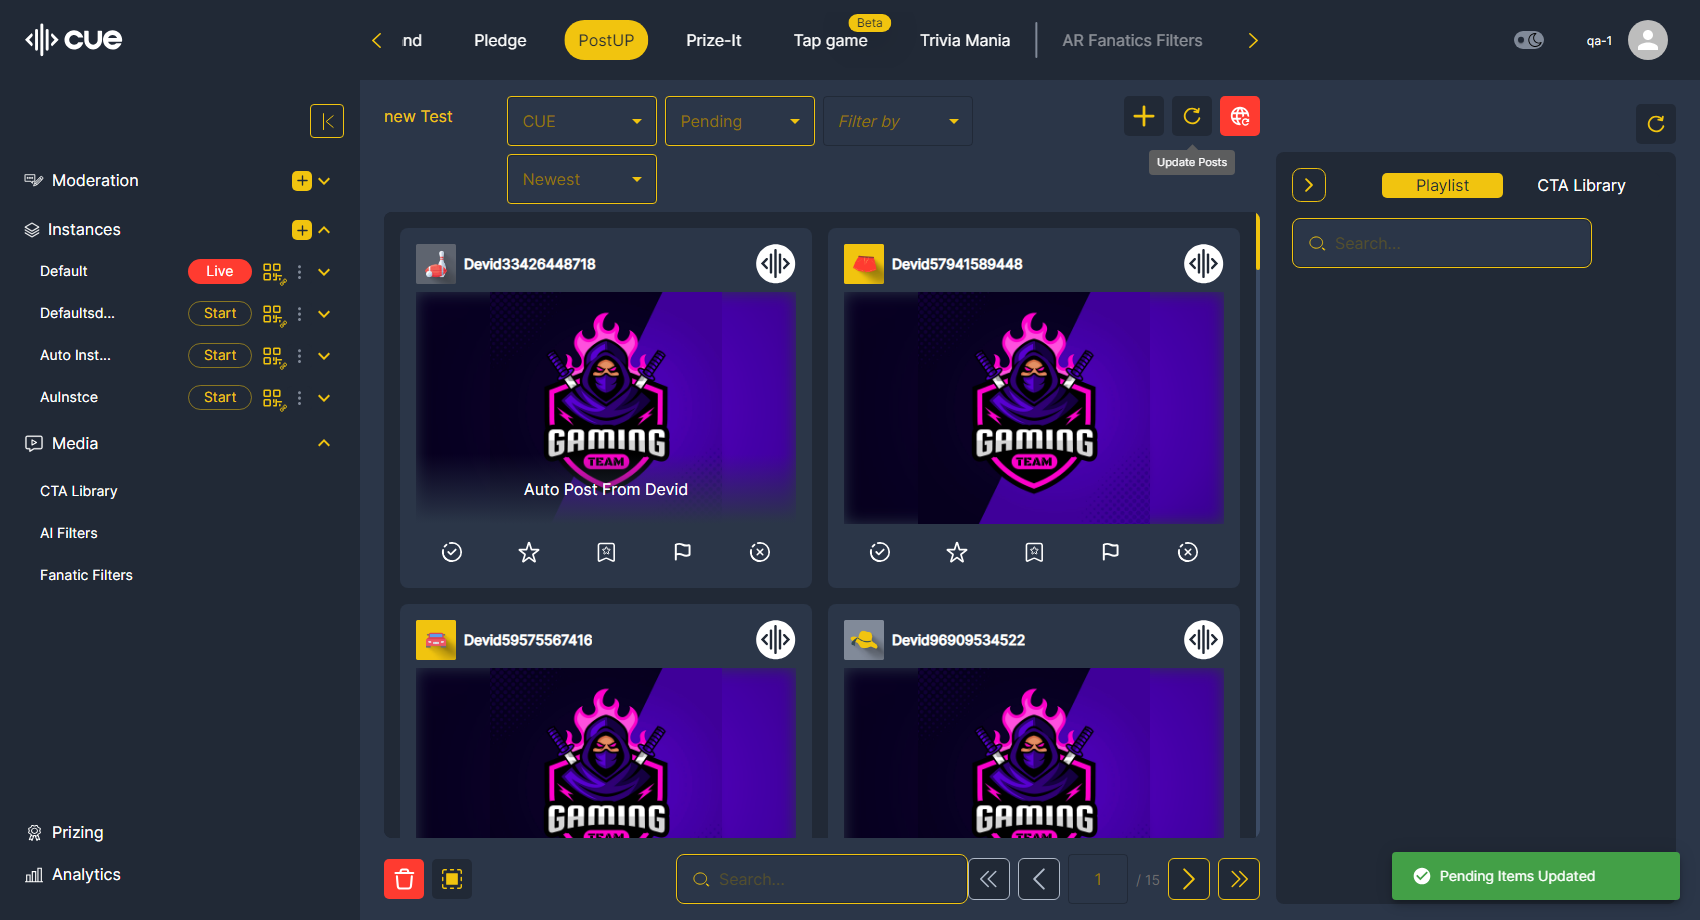 cue
nd
Pledge
PostUP
Prize-It
Beta
Tap game
Trivia Mania
AR Fanatics Filters
qa-1
new Test
CUE
Pending
Filter by
Newest
Update Posts
Moderation
Instances
Default
Live
Defaultsd...
Start
Auto Inst...
Start
AuInstce
Start
Media
CTA Library
AI Filters
Fanatic Filters
Prizing
Analytics
Devid33426448718
GAMING
TEAM
Auto Post From Devid
Devid57941589448
GAMING
TEAM
Devid59575567416
GAMING
TEAM
Devid96909534522
GAMING
TEAM
Search...
1
/ 15
Playlist
CTA Library
Search...
Pending Items Updated